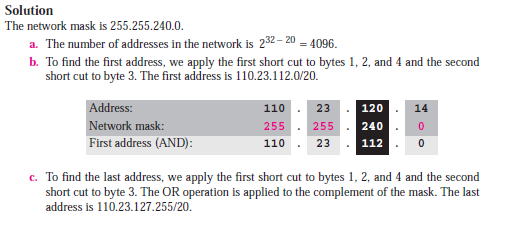 Solution
The network mask is 255.255.240.0.
a. The number of addresses in the network is 2³²⁻²⁰ = 4096.
b. To find the first address, we apply the first short cut to bytes 1, 2, and 4 and the second
short cut to byte 3. The first address is 110.23.112.0/20.
Address: 110 . 23 . 120 . 14
Network mask: 255 . 255 . 240 . 0
First address (AND): 110 . 23 . 112 . 0
c. To find the last address, we apply the first short cut to bytes 1, 2, and 4 and the second
short cut to byte 3. The OR operation is applied to the complement of the mask. The last
address is 110.23.127.255/20.